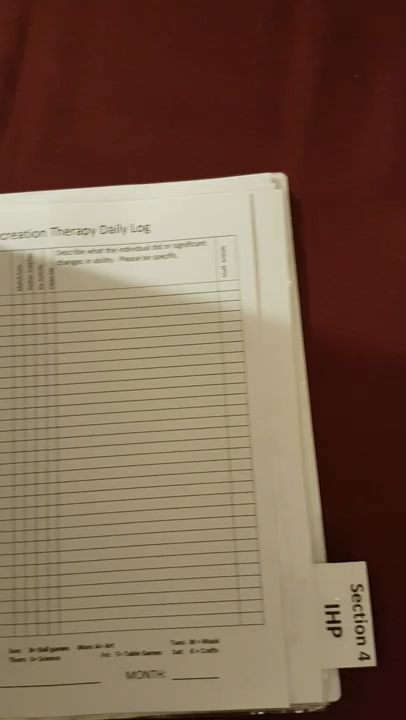 creation Therapy Daily Log
Describe what the individual did or significant
changes in ability. Please be specific.
Sun: B= Ball games Mon: A= Art Tues: M = Music
Thurs: S= Science Fri: T= Table Games Sat: K = Crafts
MONTH:
Section 4
IHP